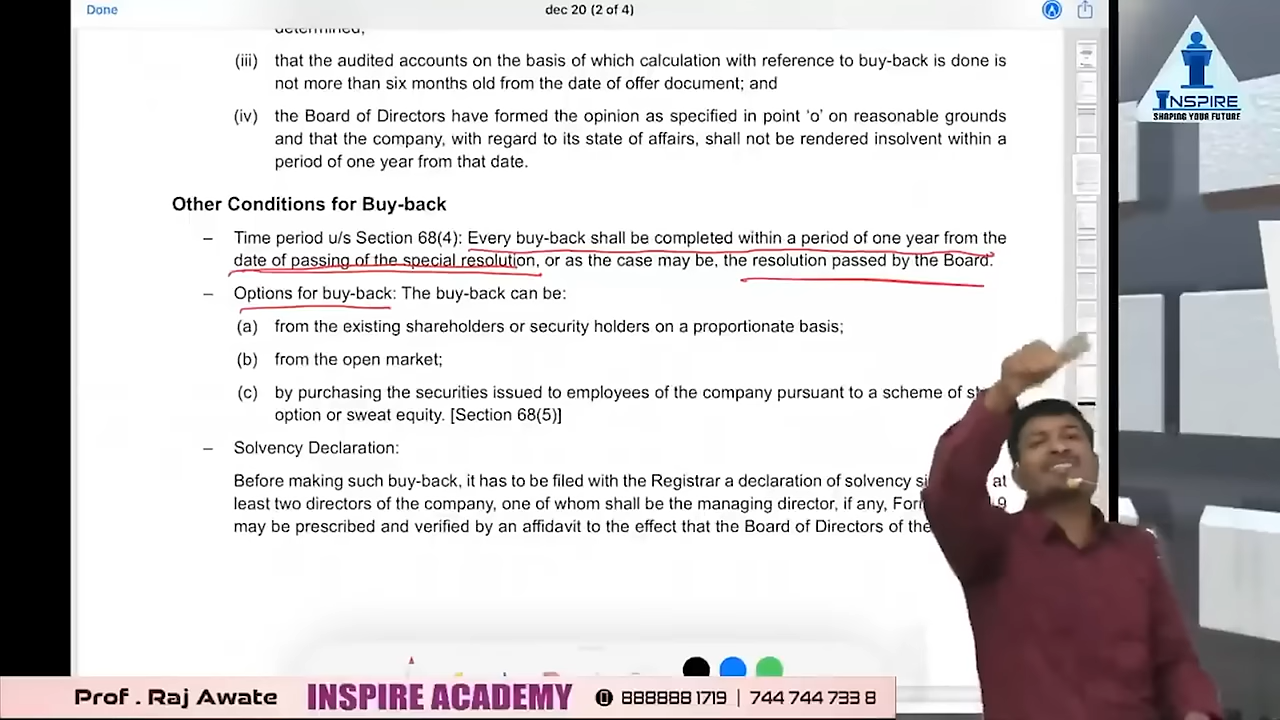 Done
dec 20 (2 of 4)
determined;
(iii) that the audited accounts on the basis of which calculation with reference to buy-back is done is
not more than six months old from the date of offer document; and
(iv) the Board of Directors have formed the opinion as specified in point 'o' on reasonable grounds
and that the company, with regard to its state of affairs, shall not be rendered insolvent within a
period of one year from that date.
Other Conditions for Buy-back
– Time period u/s Section 68(4): Every buy-back shall be completed within a period of one year from the
date of passing of the special resolution, or as the case may be, the resolution passed by the Board.
– Options for buy-back: The buy-back can be:
(a) from the existing shareholders or security holders on a proportionate basis;
(b) from the open market;
(c) by purchasing the securities issued to employees of the company pursuant to a scheme of
option or sweat equity. [Section 68(5)]
– Solvency Declaration:
Before making such buy-back, it has to be filed with the Registrar a declaration of solvency at
least two directors of the company, one of whom shall be the managing director, if any, 9
may be prescribed and verified by an affidavit to the effect that the Board of Directors of the
INSPIRE
SHAPING YOUR FUTURE
Prof . Raj Awate INSPIRE ACADEMY 888888 1719 | 744 744 733 8